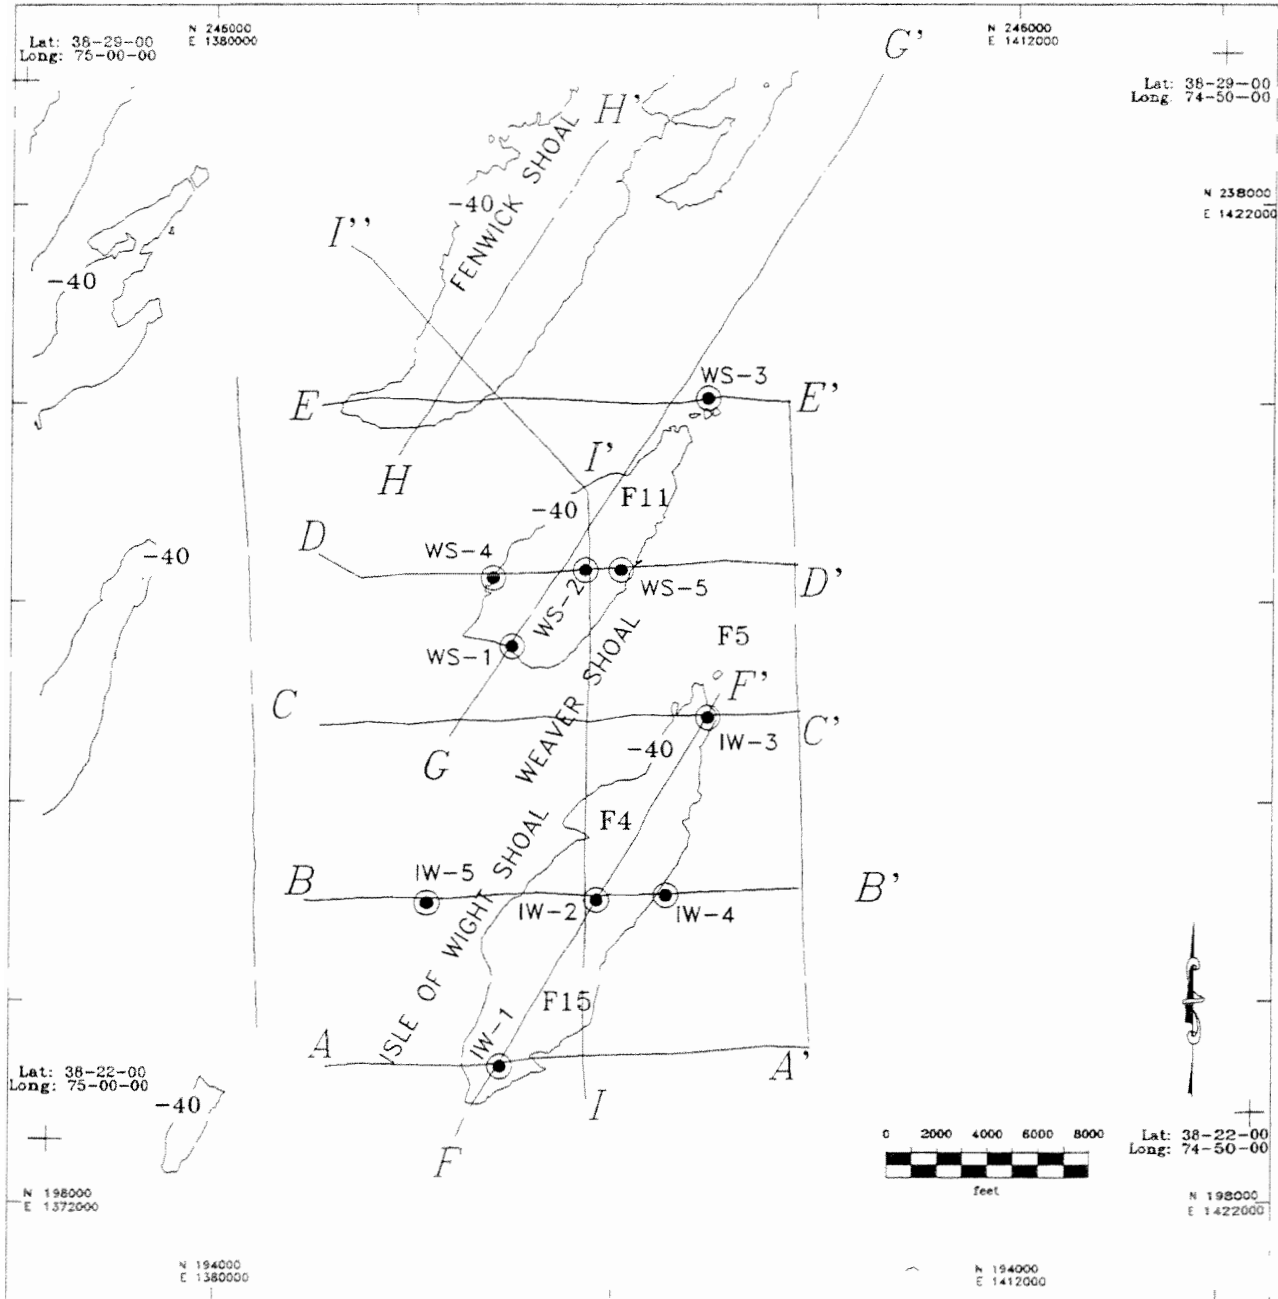 N 246000
E 1380000
N 246000
E 1412000
Lat: 38-29-00
Long: 75-00-00
G'
Lat: 38-29-00
Long 74-50-00
H'
FENWICK SHOAL
-40
N 238000
E 1422000
I''
-40
WS-3
E
E'
I'
H
F11
-40
D
WS-4
-40
WS-2
WS-5
D'
WS-1
F5
C
F'
WEAVER SHOAL
-40
IW-3
C'
G
F4
ISLE OF WIGHT SHOAL
IW-5
B
B'
IW-2
IW-4
F15
IW-1
A
A'
Lat: 38-22-00
Long: 75-00-00
-40
I
0 2000 4000 6000 8000
feet
Lat: 38-22-00
Long: 74-50-00
F
N 198000
E 1372000
N 198000
E 1422000
N 194000
E 1380000
N 194000
E 1412000